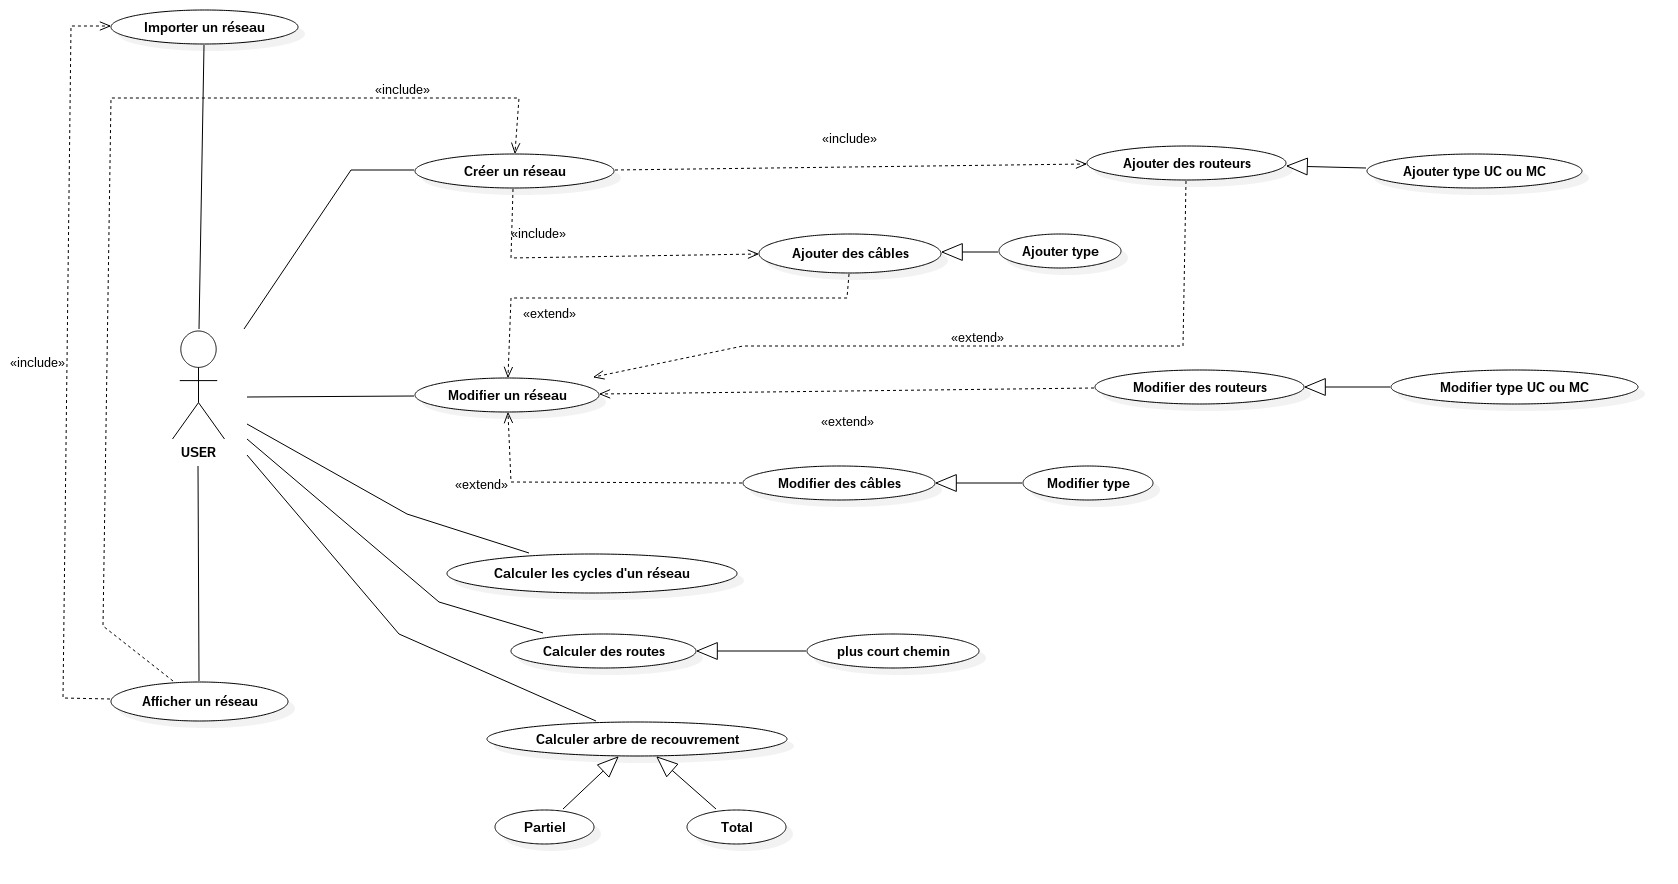 Importer un réseau
«include»
«include»
Créer un réseau
Ajouter des routeurs
Ajouter type UC ou MC
«include»
Ajouter des câbles
Ajouter type
«extend»
«extend»
«include»
Modifier un réseau
Modifier des routeurs
Modifier type UC ou MC
«extend»
USER
«extend»
Modifier des câbles
Modifier type
Calculer les cycles d'un réseau
Calculer des routes
plus court chemin
Afficher un réseau
Calculer arbre de recouvrement
Partiel
Total